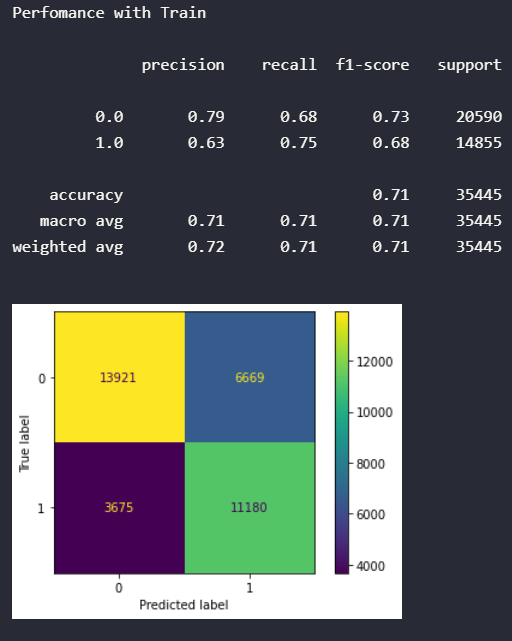 Perfomance with Train
precision recall f1-score support
0.0 0.79 0.68 0.73 20590
1.0 0.63 0.75 0.68 14855
accuracy 0.71 35445
macro avg 0.71 0.71 0.71 35445
weighted avg 0.72 0.71 0.71 35445
12000
0 13921 6669
10000
True label
8000
1 3675 11180
6000
4000
0 1
Predicted label